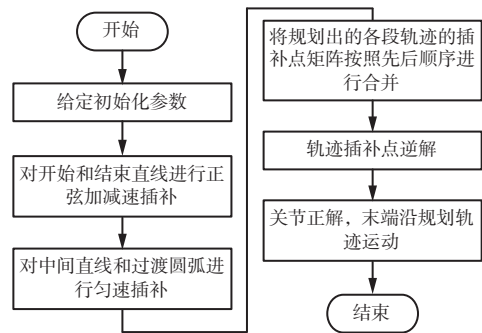 开始
给定初始化参数
对开始和结束直线进行正
弦加减速插补
对中间直线和过渡圆弧进
行匀速插补
将规划出的各段轨迹的插
补点矩阵按照先后顺序进
行合并
轨迹插补点逆解
关节正解，末端沿规划轨
迹运动
结束